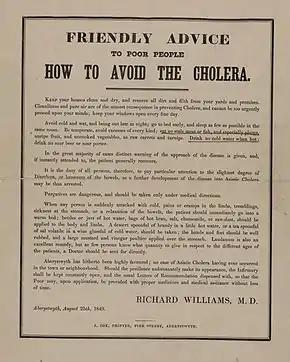 FRIENDLY ADVICE
TO POOR PEOPLE
HOW TO AVOID THE CHOLERA.
Keep your houses clean and dry, and remove all dirt and filth from your yards and premises.
Cleanliness and pure air are of the utmost consequence in preventing Cholera, and cannot be too urgently
pressed upon your minds; keep your windows open every fine day.
Avoid cold and wet, and being out late at nights; go to bed early, and sleep as few as possible in the
same room. Be temperate, avoid excesses of every kind; eat no stale meat or fish, and especially plums,
unripe fruit, and uncooked vegetables, as raw carrots and turnips. Drink no cold water when hot;
drink no sour beer or sour porter.
In the great majority of cases distinct warning of the approach of the disease is given, and,
if instantly attended to, the patient generally recovers.
It is the duty of all persons, therefore, to pay particular attention to the slightest degree of
Diarrhœa, or looseness of the bowels, as a further developement of the disease into Asiatic Cholera
may be thus arrested.
Purgatives are dangerous, and should be taken only under medical directions.
When any person is suddenly attacked with cold, pains or cramps in the limbs, tremblings,
sickness at the stomach, or a relaxation of the bowels, the patient should immediately go into a
warm bed; bottles or jars of hot water, bags of hot bran, salt, chamomile, or saw-dust, should be
applied to the body and limbs. A dessert spoonful of brandy in a little hot water, or a tea spoonful
of sal volatile in a wine glassful of cold water, should be taken; the hands and feet should be well
rubbed, and a large mustard and vinegar poultice applied over the stomach. Laudanum is also an
excellent remedy, but as few persons know what quantity to give in respect to the different ages of
the patients, a Doctor should be sent for directly.
Aberystwyth has hitherto been highly favoured; no case of Asiatic Cholera having ever occurred
in the town or neighbourhood. Should the pestilence unfortunately make its appearance, the Infirmary
shall be kept constantly open, and the usual Letters of Recommendation dispensed with, so that the
Poor may, upon application, be provided with proper medicines and medical assistance without loss
of time.
RICHARD WILLIAMS, M. D.
Aberystwyth, August 25th, 1849.
COX, PRINTER, PIER STREET, ABERYSTWYTH.